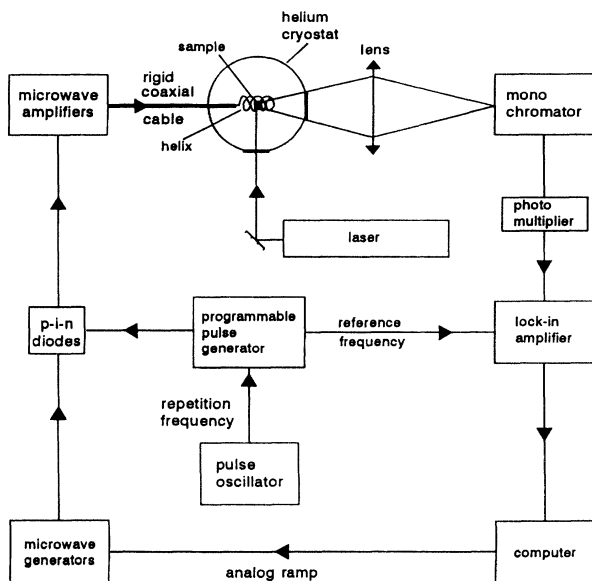 helium
cryostat
sample
lens
rigid
coaxial
cable
helix
microwave
amplifiers
mono
chromator
photo
multiplier
laser
p-i-n
diodes
programmable
pulse
generator
reference
frequency
lock-in
amplifier
repetition
frequency
pulse
oscillator
microwave
generators
analog ramp
computer